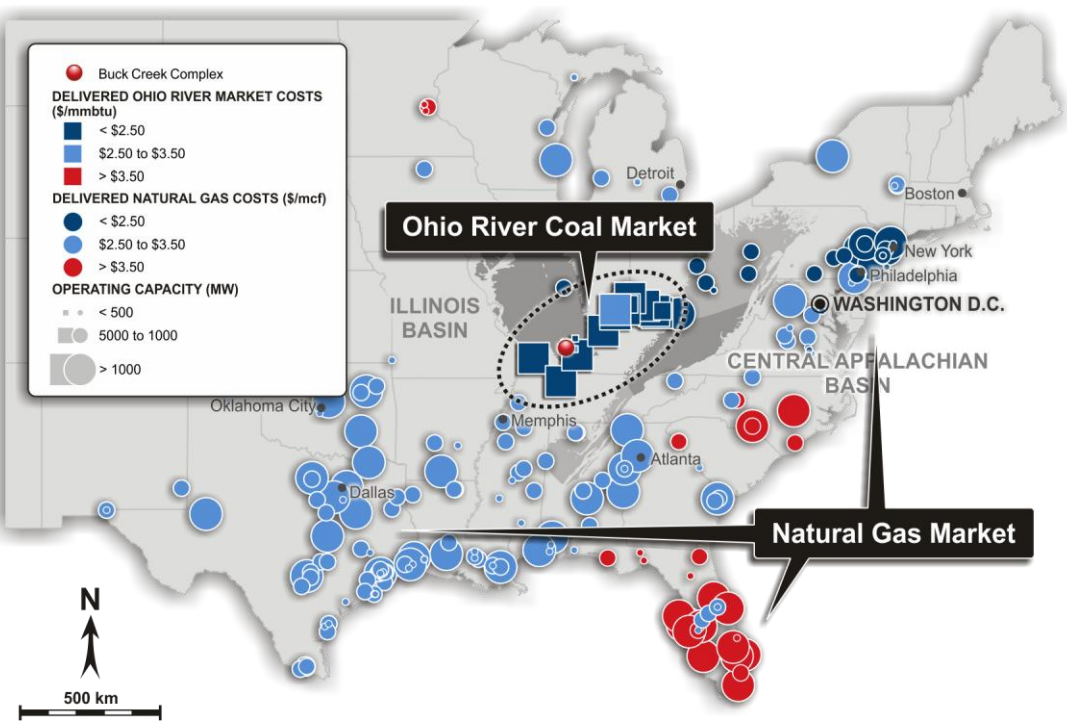 Buck Creek Complex
DELIVERED OHIO RIVER MARKET COSTS
($/mmbtu)
< $2.50
$2.50 to $3.50
> $3.50
DELIVERED NATURAL GAS COSTS ($/mcf)
< $2.50
$2.50 to $3.50
> $3.50
OPERATING CAPACITY (MW)
< 500
5000 to 1000
> 1000
Detroit
Boston
Ohio River Coal Market
New York
Philadelphia
ILLINOIS
BASIN
WASHINGTON D.C.
CENTRAL APPALACHIAN
BASIN
Oklahoma City
Memphis
Atlanta
Dallas
Natural Gas Market
N
500 km